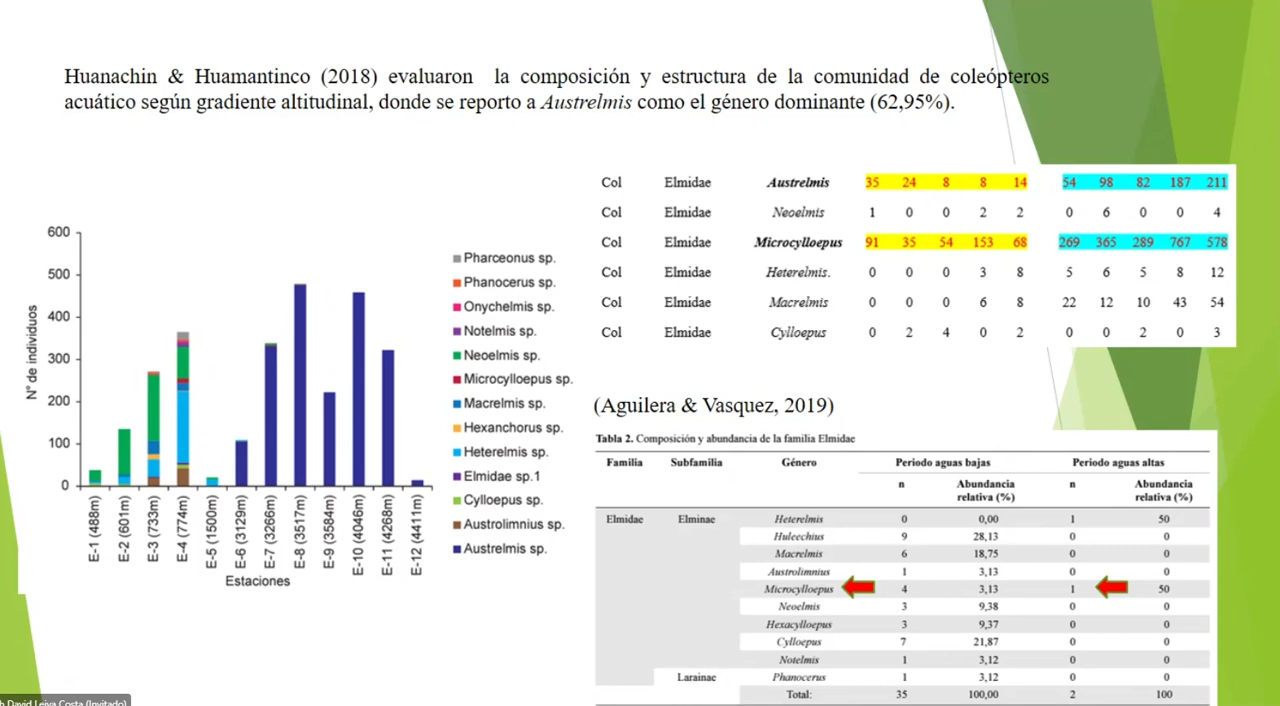 Huanachin & Huamantinco (2018) evaluaron la composición y estructura de la comunidad de coleópteros
acuático según gradiente altitudinal, donde se reporto a Austrelmis como el género dominante (62,95%).
600
500
400
300
200
100
0
N° de individuos
E-1 (488m)
E-2 (601m)
E-3 (733m)
E-4 (774m)
E-5 (1500m)
E-6 (3129m)
E-7 (3266m)
E-8 (3517m)
E-9 (3584m)
E-10 (4046m)
E-11 (4268m)
E-12 (4411m)
Estaciones
Pharceonus sp.
Phanocerus sp.
Onychelmis sp.
Notelmis sp.
Neoelmis sp.
Microcylloepus sp.
Macrelmis sp.
Hexanchorus sp.
Heterelmis sp.
Elmidae sp.1
Cylloepus sp.
Austrolimnius sp.
Austrelmis sp.
Col Elmidae Austrelmis 35 24 8 8 14 54 98 82 187 211
Col Elmidae Neoelmis 1 0 0 2 2 0 6 0 0 4
Col Elmidae Microcylloepus 91 35 54 153 68 269 365 289 767 578
Col Elmidae Heterelmis. 0 0 0 3 8 5 6 5 8 12
Col Elmidae Macrelmis 0 0 0 6 8 22 12 10 43 54
Col Elmidae Cylloepus 0 2 4 0 2 0 0 2 0 3
(Aguilera & Vasquez, 2019)
Tabla 2. Composición y abundancia de la familia Elmidae
Familia Subfamilia Género Periodo aguas bajas Periodo aguas altas
n Abundancia relativa (%) n Abundancia relativa (%)
Elmidae Elminae Heterelmis 0 0,00 1 50
Huleechius 9 28,13 0 0
Macrelmis 6 18,75 0 0
Austrolimnius 1 3,13 0 0
Microcylloepus 4 3,13 1 50
Neoelmis 3 9,38 0 0
Hexacylloepus 3 9,37 0 0
Cylloepus 7 21,87 0 0
Notelmis 1 3,12 0 0
Larainae Phanocerus 1 3,12 0 0
Total: 35 100,00 2 100
David Leiva Costa (Invitado)